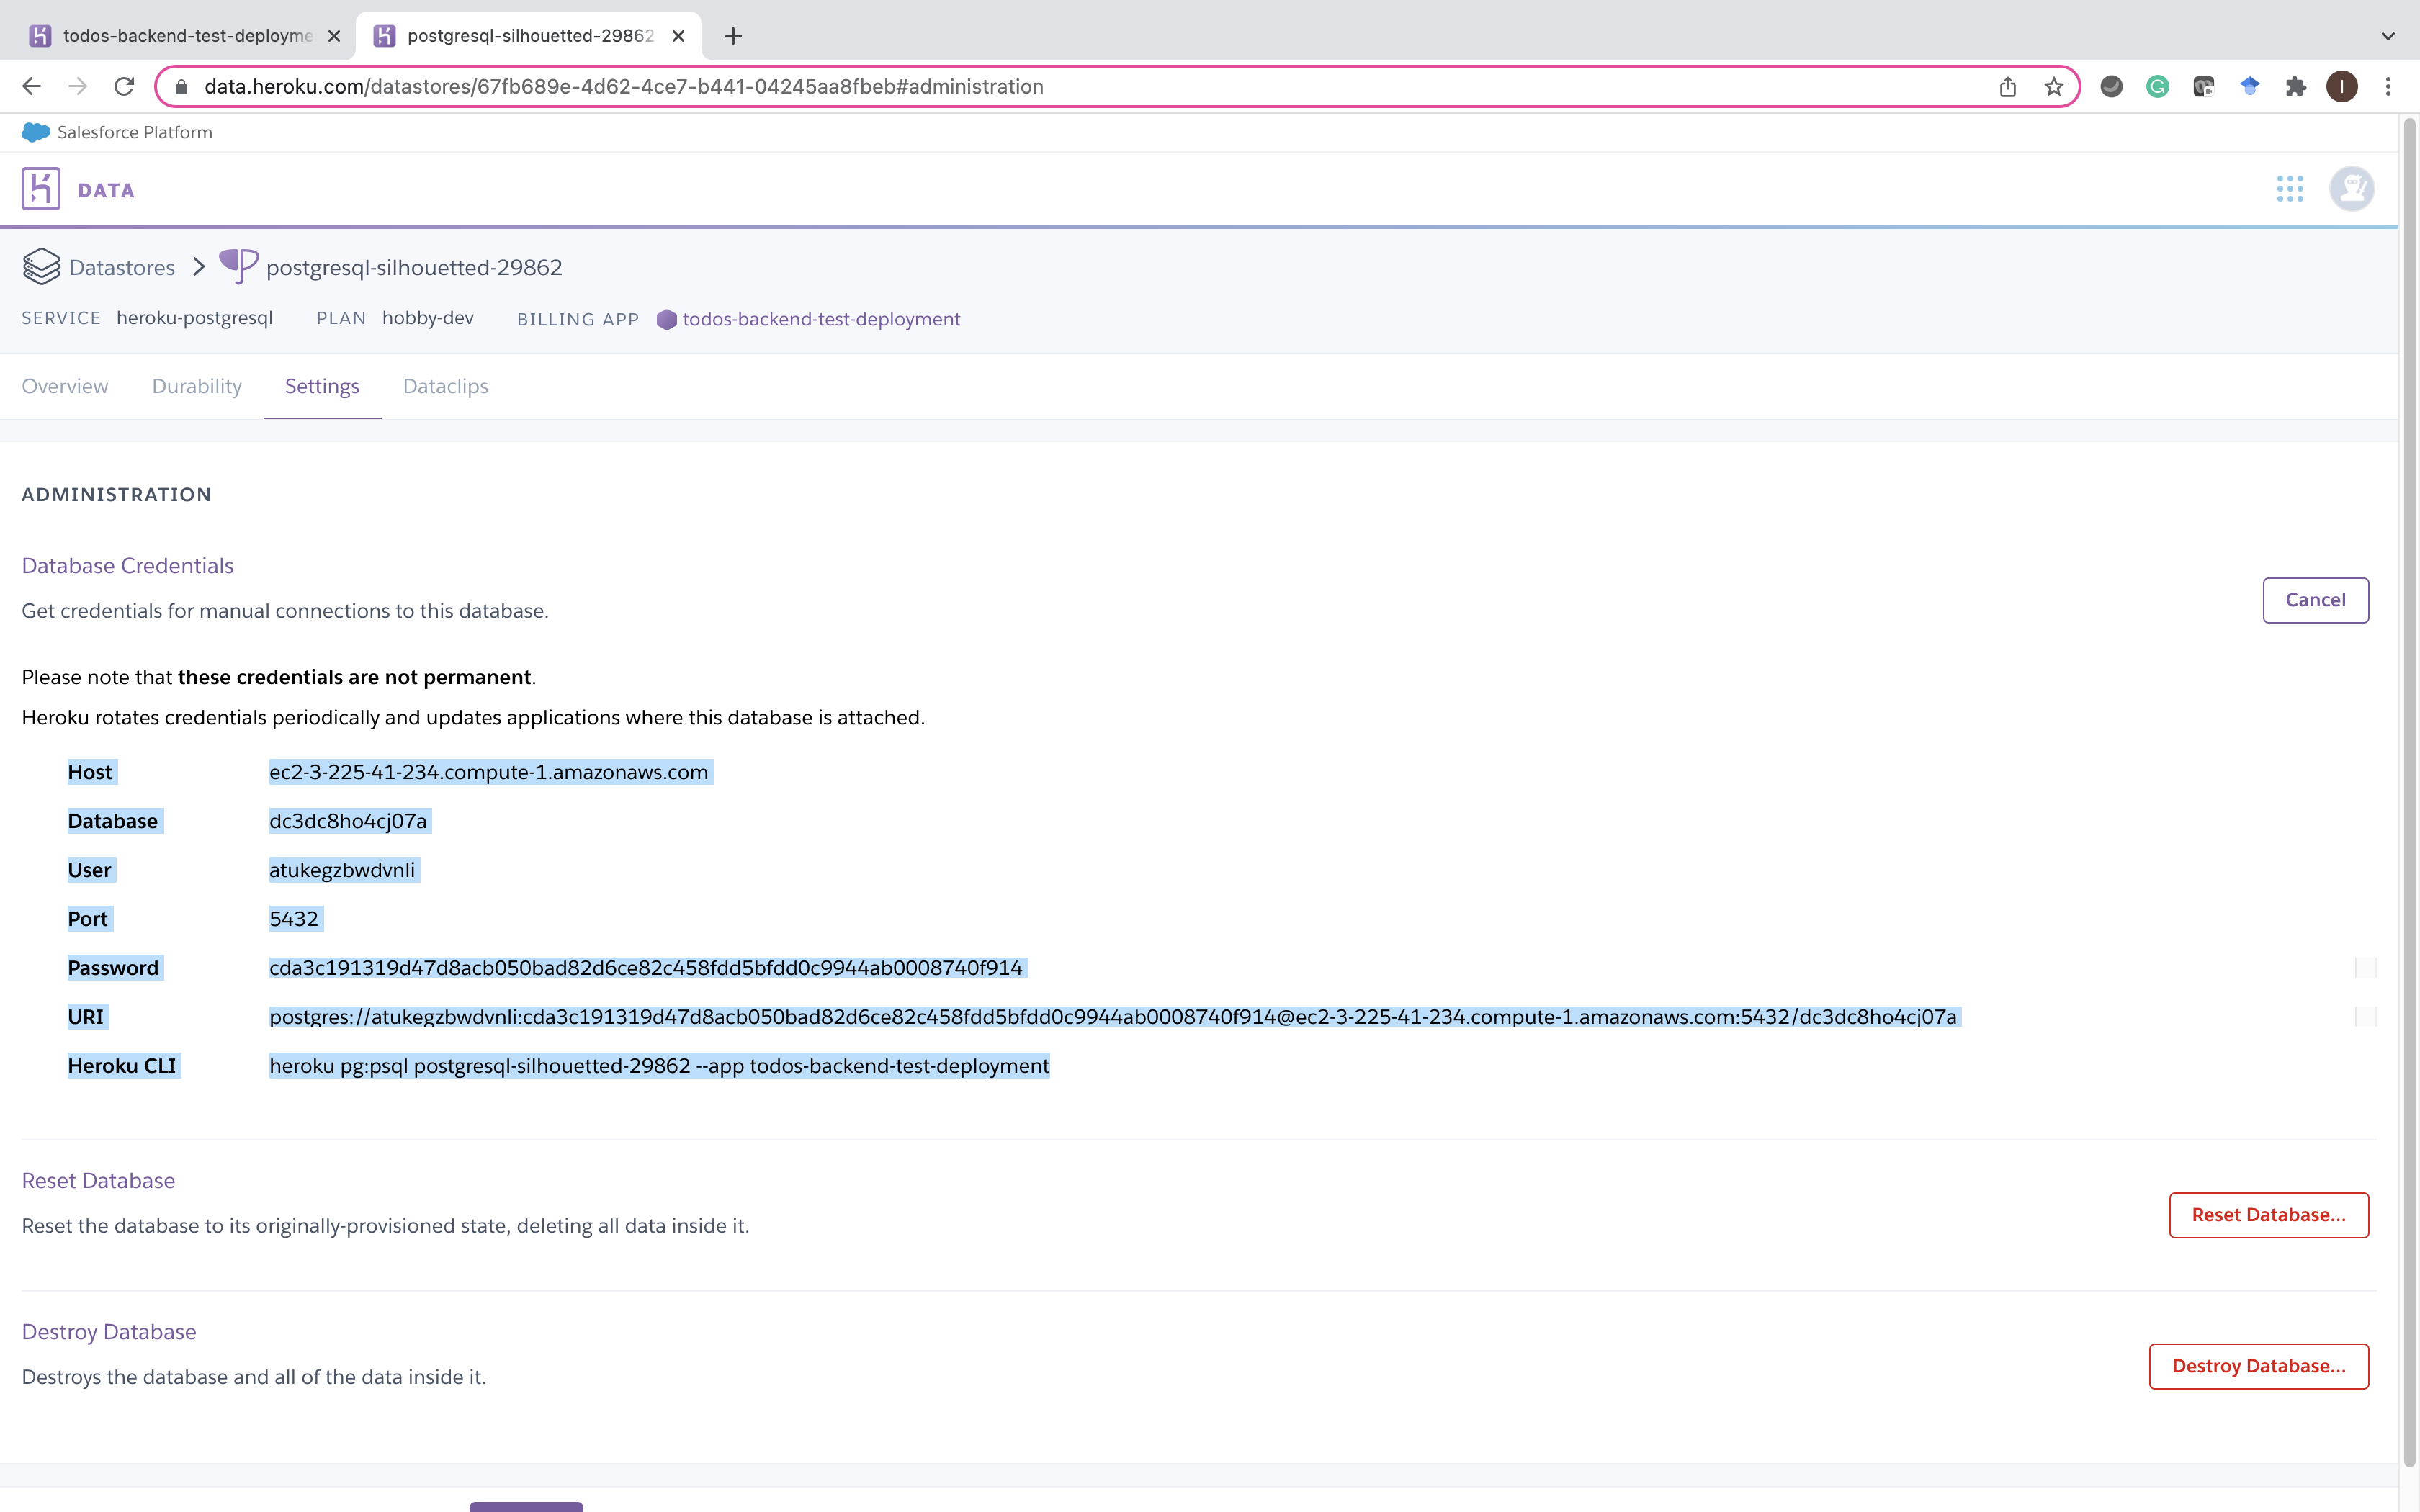 todos-backend-test-deployme
postgresql-silhouetted-29862
data.heroku.com/datastores/67fb689e-4d62-4ce7-b441-04245aa8fbeb#administration
I
Salesforce Platform
DATA
Datastores
postgresql-silhouetted-29862
SERVICE heroku-postgresql PLAN hobby-dev BILLING APP todos-backend-test-deployment
Overview Durability Settings Dataclips
ADMINISTRATION
Database Credentials
Get credentials for manual connections to this database.
Cancel
Please note that these credentials are not permanent.
Heroku rotates credentials periodically and updates applications where this database is attached.
Host ec2-3-225-41-234.compute-1.amazonaws.com
Database dc3dc8ho4cj07a
User atukegzbwdvnli
Port 5432
Password cda3c191319d47d8acb050bad82d6ce82c458fdd5bfdd0c9944ab0008740f914
URI postgres://atukegzbwdvnli:cda3c191319d47d8acb050bad82d6ce82c458fdd5bfdd0c9944ab0008740f914@ec2-3-225-41-234.compute-1.amazonaws.com:5432/dc3dc8ho4cj07a
Heroku CLI heroku pg:psql postgresql-silhouetted-29862 --app todos-backend-test-deployment
Reset Database
Reset the database to its originally-provisioned state, deleting all data inside it.
Reset Database...
Destroy Database
Destroys the database and all of the data inside it.
Destroy Database...